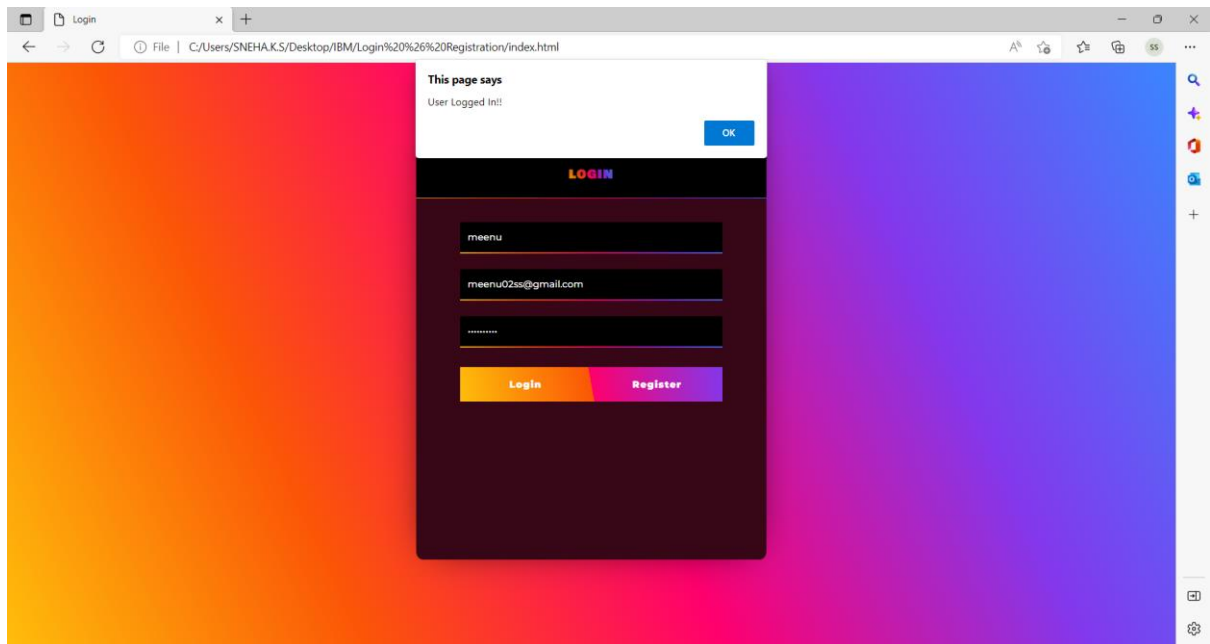 Login
File | C:/Users/SNEHA.K.S/Desktop/IBM/Login%20%26%20Registration/index.html
SS
This page says
User Logged In!!
OK
LOGIN
meenu
meenu02ss@gmail.com
••••••••••
Login Register